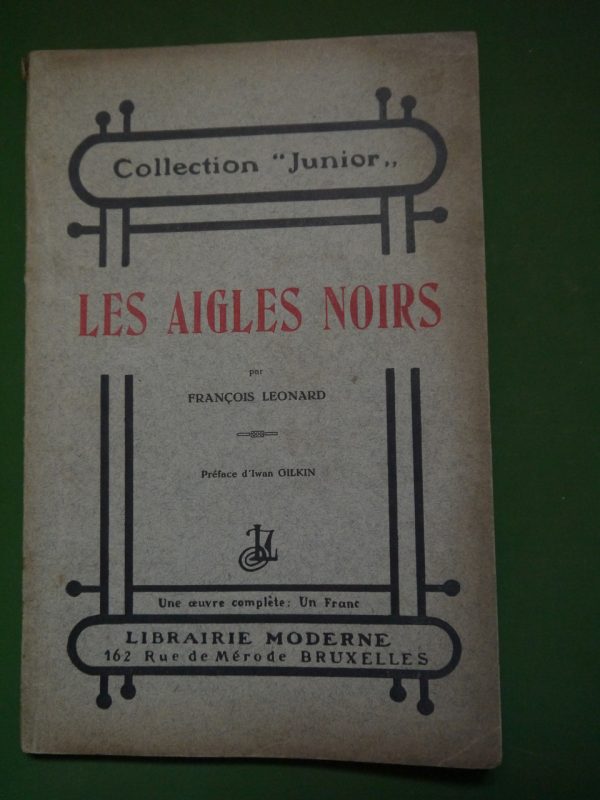 Collection "Junior„
LES AIGLES NOIRS
par
FRANÇOIS LEONARD
Préface d'Iwan GILKIN
Une œuvre complète: Un Franc
LIBRAIRIE MODERNE
162 Rue de Mérode BRUXELLES